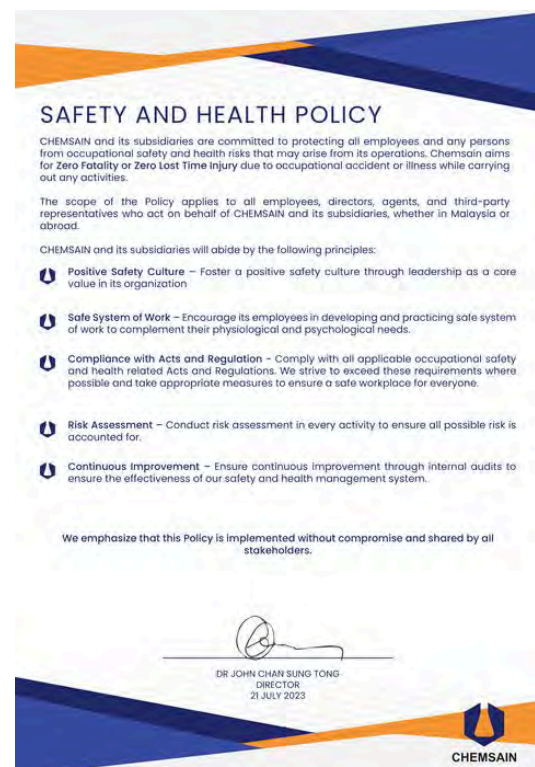 SAFETY AND HEALTH POLICY
CHEMSAIN and its subsidiaries are committed to protecting all employees and any persons
from occupational safety and health risks that may arise from its operations. Chemsain aims
for Zero Fatality or Zero Lost Time Injury due to occupational accident or illness while carrying
out any activities.
The scope of the Policy applies to all employees, directors, agents, and third-party
representatives who act on behalf of CHEMSAIN and its subsidiaries, whether in Malaysia or
abroad.
CHEMSAIN and its subsidiaries will abide by the following principles:
Positive Safety Culture – Foster a positive safety culture through leadership as a core
value in its organization
Safe System of Work – Encourage its employees in developing and practicing safe system
of work to complement their physiological and psychological needs.
Compliance with Acts and Regulation - Comply with all applicable occupational safety
and health related Acts and Regulations. We strive to exceed these requirements where
possible and take appropriate measures to ensure a safe workplace for everyone.
Risk Assessment – Conduct risk assessment in every activity to ensure all possible risk is
accounted for.
Continuous Improvement – Ensure continuous improvement through internal audits to
ensure the effectiveness of our safety and health management system.
We emphasize that this Policy is implemented without compromise and shared by all
stakeholders.
DR JOHN CHAN SUNG TONG
DIRECTOR
21 JULY 2023
CHEMSAIN